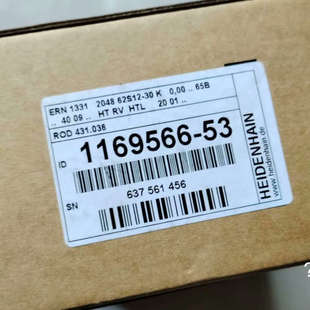 ERN 1331 2048 62S12-30 K 0,00 .. 65B
.. 40 09 .. HT RV HTL 20 01 ..
ROD 431.036
ID 1169566-53
SN 637 561 456
HEIDENHAIN
www.heidenhain.de